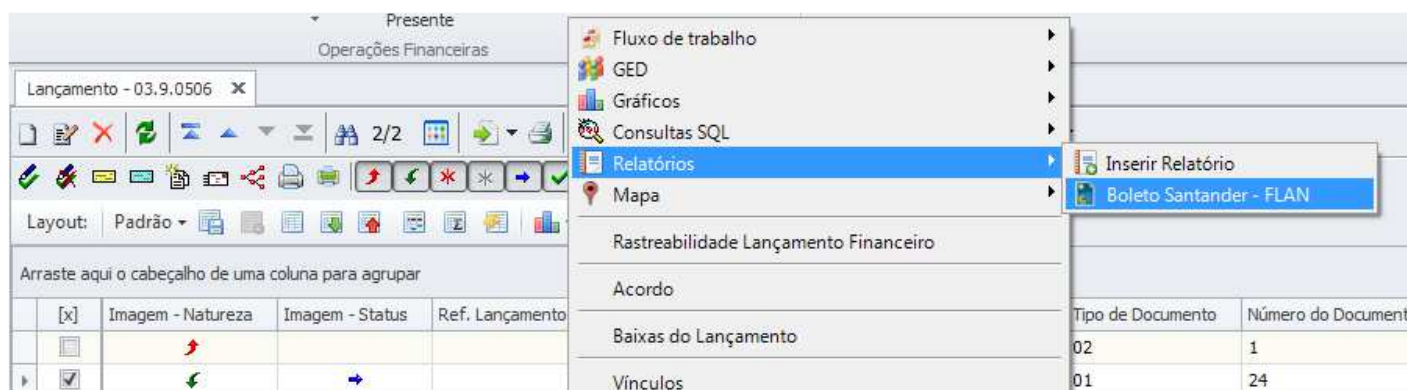 Presente
Operações Financeiras
Lançamento - 03.9.0506
2/2
Layout: Padrão
Arraste aqui o cabeçalho de uma coluna para agrupar
[x] Imagem - Natureza Imagem - Status Ref. Lançamento Tipo de Documento Número do Document
02 1
01 24
Fluxo de trabalho
GED
Gráficos
Consultas SQL
Relatórios
Mapa
Rastreabilidade Lançamento Financeiro
Acordo
Baixas do Lançamento
Vínculos
Inserir Relatório
Boleto Santander - FLAN